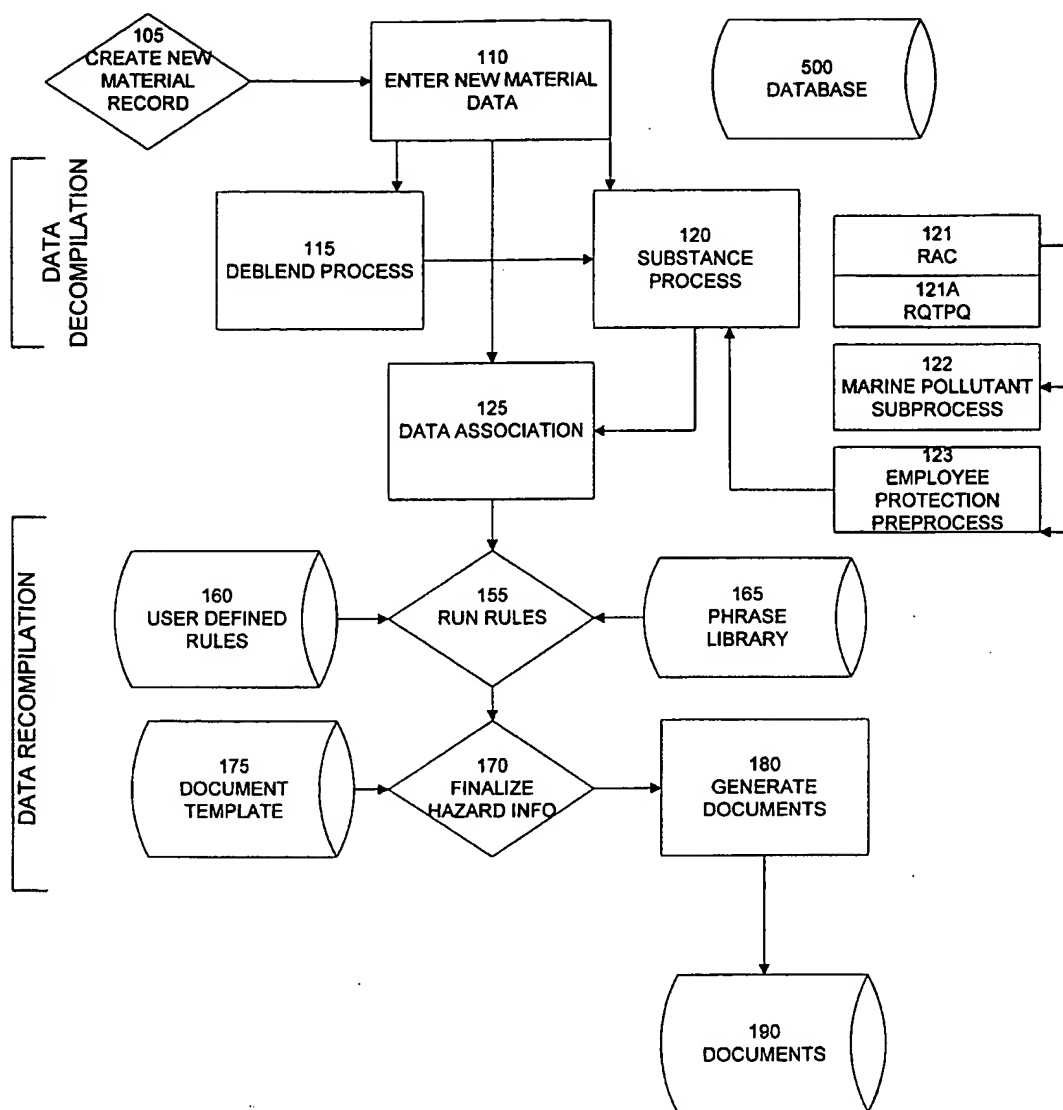 105
CREATE NEW
MATERIAL
RECORD
110
ENTER NEW MATERIAL
DATA
500
DATABASE
DATA
DECOMPILATION
115
DEBLEND PROCESS
120
SUBSTANCE
PROCESS
121
RAC
121A
RQTPQ
122
MARINE POLLUTANT
SUBPROCESS
125
DATA ASSOCIATION
123
EMPLOYEE
PROTECTION
PREPROCESS
DATA RECOMPILATION
160
USER DEFINED
RULES
155
RUN RULES
165
PHRASE
LIBRARY
175
DOCUMENT
TEMPLATE
170
FINALIZE
HAZARD INFO
180
GENERATE
DOCUMENTS
190
DOCUMENTS